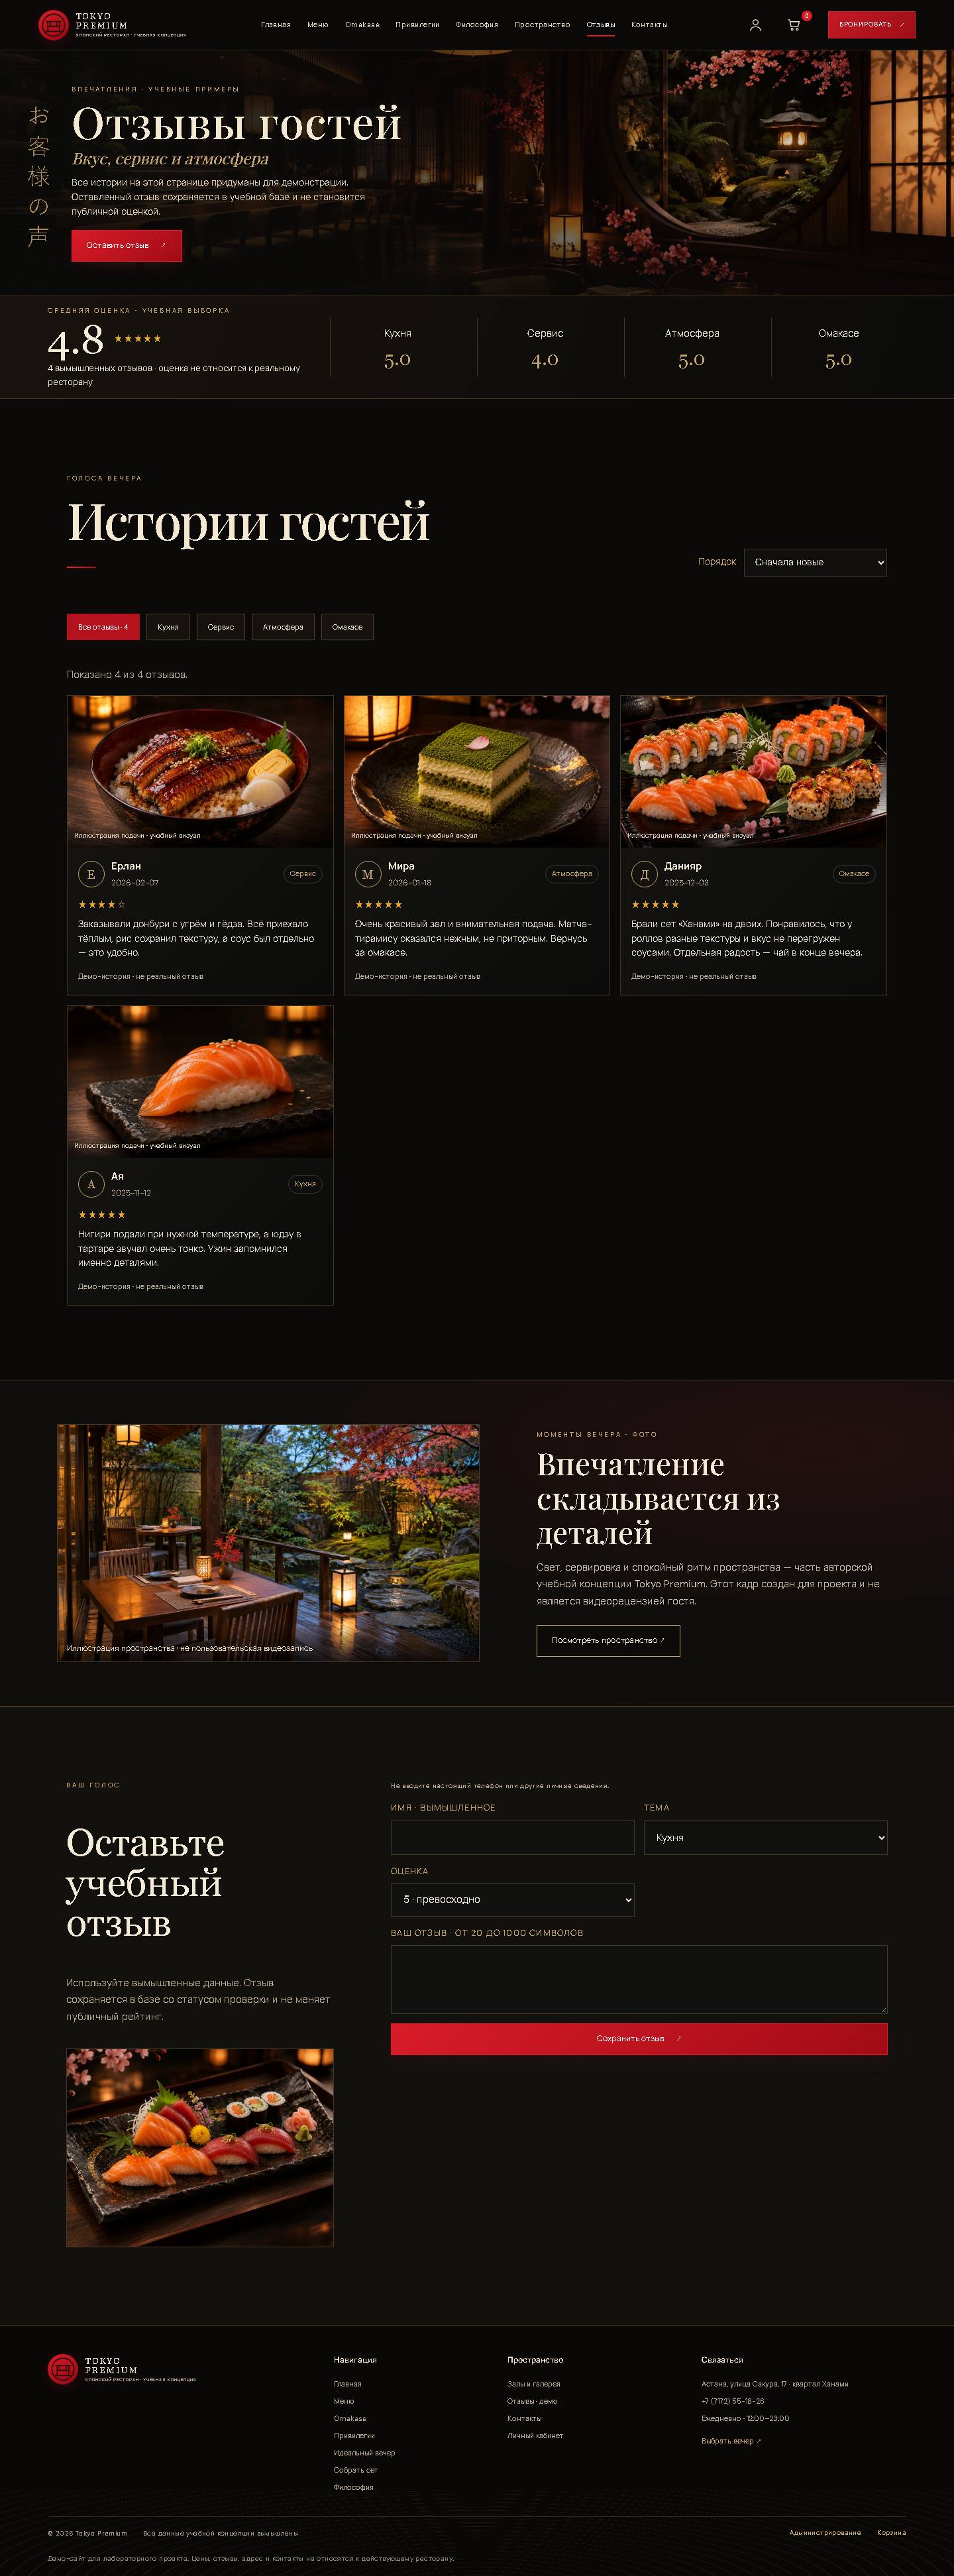 TOKYO
PREMIUM
ЯПОНСКИЙ РЕСТОРАН · УЧЕБНАЯ КОНЦЕПЦИЯ
Главная Меню Omakase Привилегии Философия Пространство Отзывы Контакты
0
БРОНИРОВАТЬ ↗
お客様の声
ВПЕЧАТЛЕНИЯ · УЧЕБНЫЕ ПРИМЕРЫ
Отзывы гостей
Вкус, сервис и атмосфера
Все истории на этой странице придуманы для демонстрации.
Оставленный отзыв сохраняется в учебной базе и не становится
публичной оценкой.
Оставить отзыв ↗
СРЕДНЯЯ ОЦЕНКА · УЧЕБНАЯ ВЫБОРКА
4.8 ★★★★★
4 вымышленных отзывов · оценка не относится к реальному
ресторану
Кухня
5.0
Сервис
4.0
Атмосфера
5.0
Омакасе
5.0
ГОЛОСА ВЕЧЕРА
Истории гостей
Порядок Сначала новые
Все отзывы · 4 Кухня Сервис Атмосфера Омакасе
Показано 4 из 4 отзывов.
Иллюстрация подачи · учебный визуал
Е Ерлан
2026-02-07
Сервис
★★★★☆
Заказывали донбури с угрём и гёдза. Всё приехало
тёплым, рис сохранил текстуру, а соус был отдельно
— это удобно.
Демо-история · не реальный отзыв
Иллюстрация подачи · учебный визуал
М Мира
2026-01-18
Атмосфера
★★★★★
Очень красивый зал и внимательная подача. Матча-
тирамису оказался нежным, не приторным. Вернусь
за омакасе.
Демо-история · не реальный отзыв
Иллюстрация подачи · учебный визуал
Д Данияр
2025-12-03
Омакасе
★★★★★
Брали сет «Ханами» на двоих. Понравилось, что у
роллов разные текстуры и вкус не перегружен
соусами. Отдельная радость — чай в конце вечера.
Демо-история · не реальный отзыв
Иллюстрация подачи · учебный визуал
А Ая
2025-11-12
Кухня
★★★★★
Нигири подали при нужной температуре, а юдзу в
тартаре звучал очень тонко. Ужин запомнился
именно деталями.
Демо-история · не реальный отзыв
Иллюстрация пространства · не пользовательская видеозапись
МОМЕНТЫ ВЕЧЕРА · ФОТО
Впечатление
складывается из
деталей
Свет, сервировка и спокойный ритм пространства — часть авторской
учебной концепции Tokyo Premium. Этот кадр создан для проекта и не
является видеорецензией гостя.
Посмотреть пространство ↗
ВАШ ГОЛОС
Оставьте
учебный
отзыв
Используйте вымышленные данные. Отзыв
сохраняется в базе со статусом проверки и не меняет
публичный рейтинг.
Не вводите настоящий телефон или другие личные сведения.
ИМЯ · ВЫМЫШЛЕННОЕ
ТЕМА
Кухня
ОЦЕНКА
5 · превосходно
ВАШ ОТЗЫВ · ОТ 20 ДО 1000 СИМВОЛОВ
Сохранить отзыв ↗
TOKYO
PREMIUM
ЯПОНСКИЙ РЕСТОРАН · УЧЕБНАЯ КОНЦЕПЦИЯ
Навигация
Главная
Меню
Omakase
Привилегии
Идеальный вечер
Собрать сет
Философия
Пространство
Залы и галерея
Отзывы · демо
Контакты
Личный кабинет
Связаться
Астана, улица Сакура, 17 · квартал Ханами
+7 (7172) 55-18-26
Ежедневно · 12:00—23:00
Выбрать вечер ↗
© 2026 Tokyo Premium Все данные учебной концепции вымышлены
Администрирование Корзина
Демо-сайт для лабораторного проекта. Цены, отзывы, адрес и контакты не относятся к действующему ресторану.